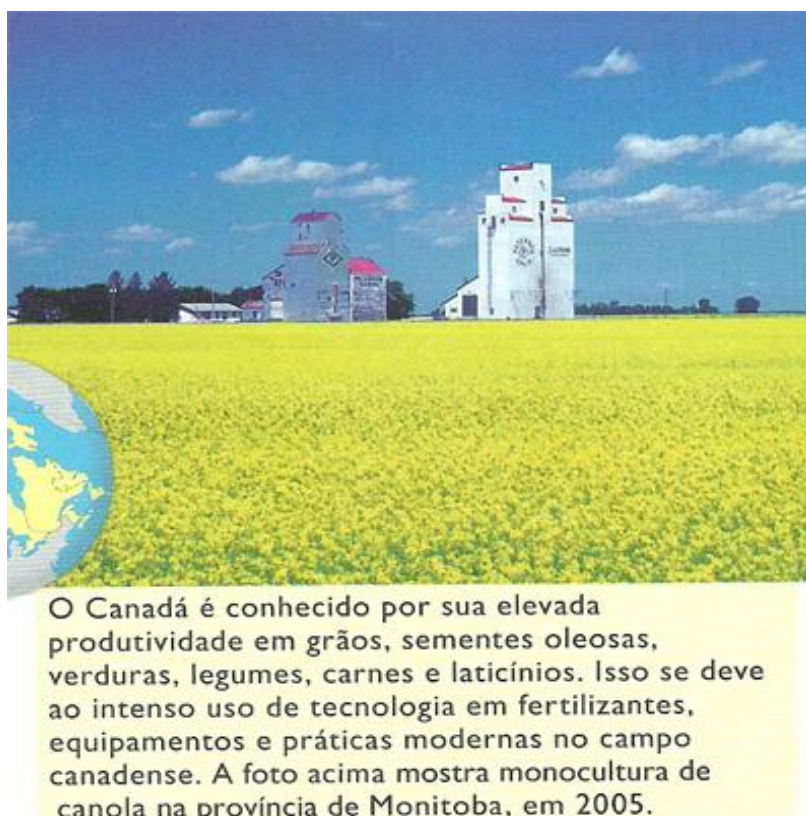 O Canadá é conhecido por sua elevada
produtividade em grãos, sementes oleosas,
verduras, legumes, carnes e laticínios. Isso se deve
ao intenso uso de tecnologia em fertilizantes,
equipamentos e práticas modernas no campo
canadense. A foto acima mostra monocultura de
canola na província de Monitoba, em 2005.